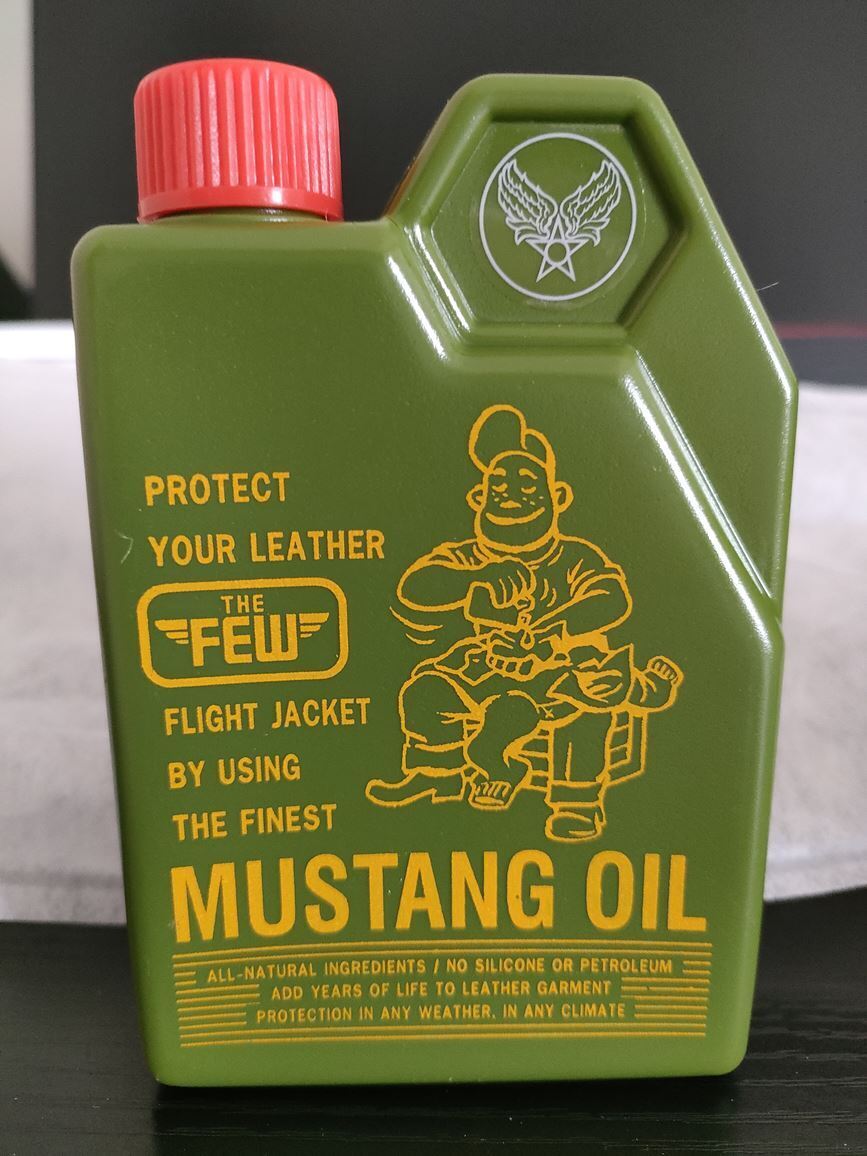 PROTECT
YOUR LEATHER
THE
FEW
FLIGHT JACKET
BY USING
THE FINEST
MUSTANG OIL
ALL-NATURAL INGREDIENTS / NO SILICONE OR PETROLEUM
ADD YEARS OF LIFE TO LEATHER GARMENT
PROTECTION IN ANY WEATHER, IN ANY CLIMATE